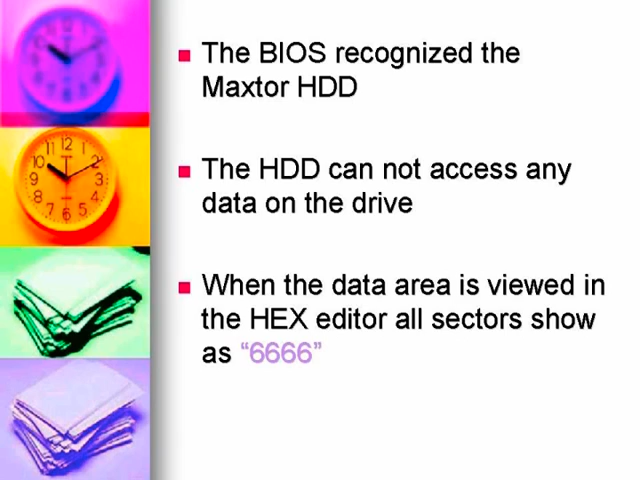 The BIOS recognized the
Maxtor HDD
The HDD can not access any
data on the drive
When the data area is viewed in
the HEX editor all sectors show
as “6666”